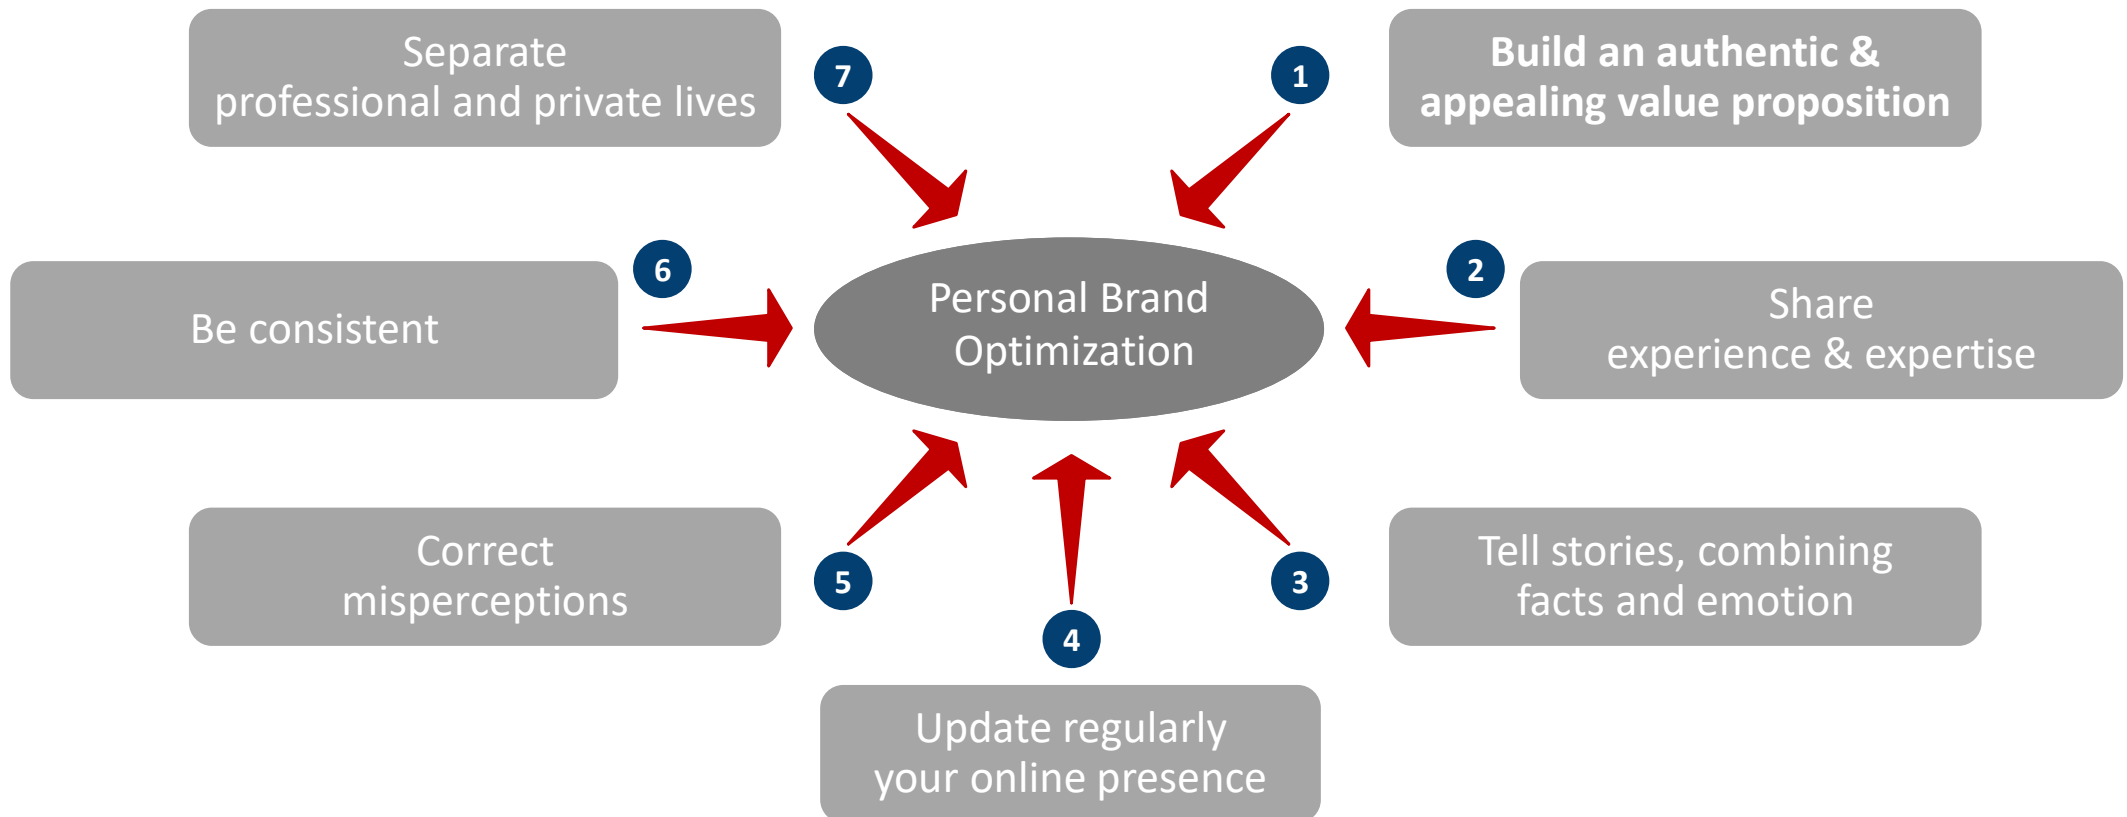 Personal Brand
Optimization
1
Build an authentic &
appealing value proposition
2
Share
experience & expertise
3
Tell stories, combining
facts and emotion
4
Update regularly
your online presence
5
Correct
misperceptions
6
Be consistent
7
Separate
professional and private lives